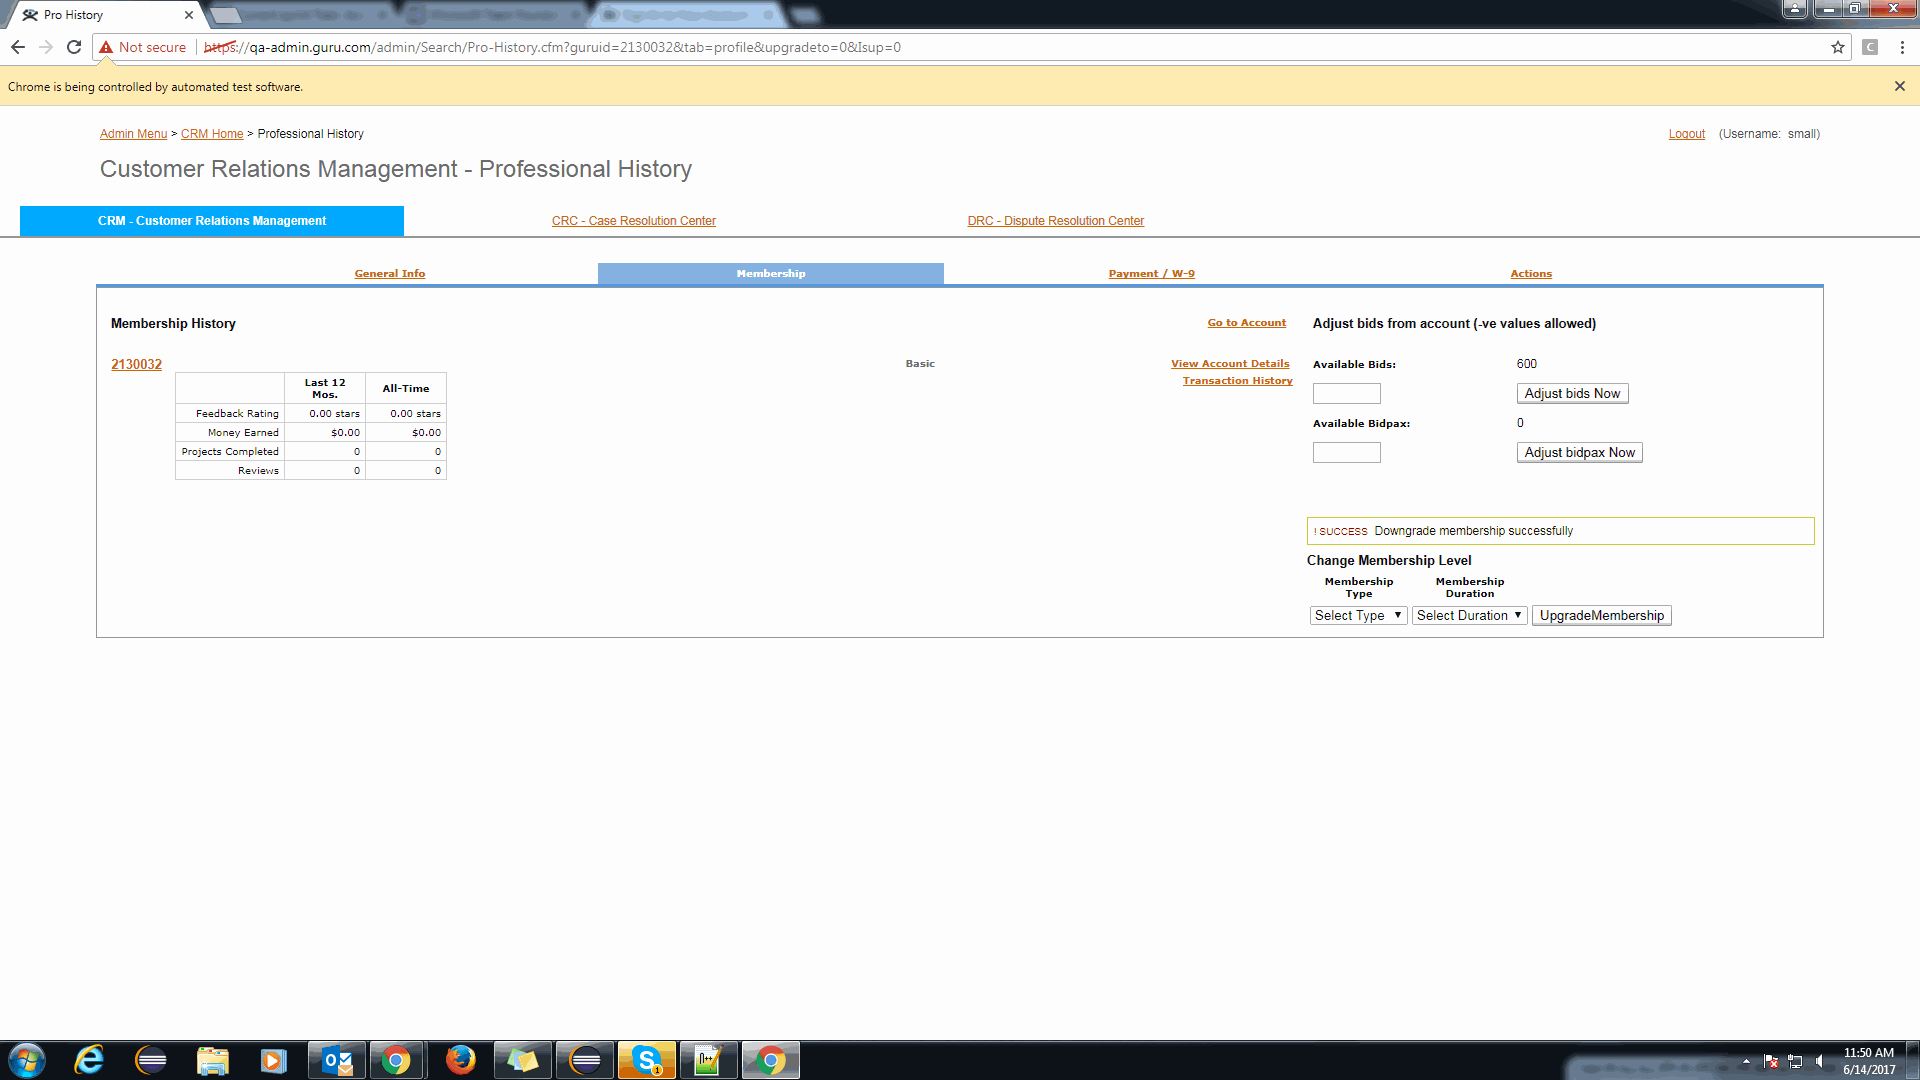 Pro History
Not secure https://qa-admin.guru.com/admin/Search/Pro-History.cfm?guruid=2130032&tab=profile&upgradeto=0&Isup=0
C
Chrome is being controlled by automated test software.
Admin Menu > CRM Home > Professional History
Logout (Username: small)
Customer Relations Management - Professional History
CRM - Customer Relations Management
CRC - Case Resolution Center
DRC - Dispute Resolution Center
General Info
Membership
Payment / W-9
Actions
Membership History
Go to Account
Adjust bids from account (-ve values allowed)
2130032
Basic
View Account Details
Transaction History
Available Bids: 600
Adjust bids Now
Available Bidpax: 0
Adjust bidpax Now
Last 12 Mos. All-Time
Feedback Rating 0.00 stars 0.00 stars
Money Earned $0.00 $0.00
Projects Completed 0 0
Reviews 0 0
! SUCCESS Downgrade membership successfully
Change Membership Level
Membership Type
Membership Duration
Select Type
Select Duration
UpgradeMembership
11:50 AM
6/14/2017